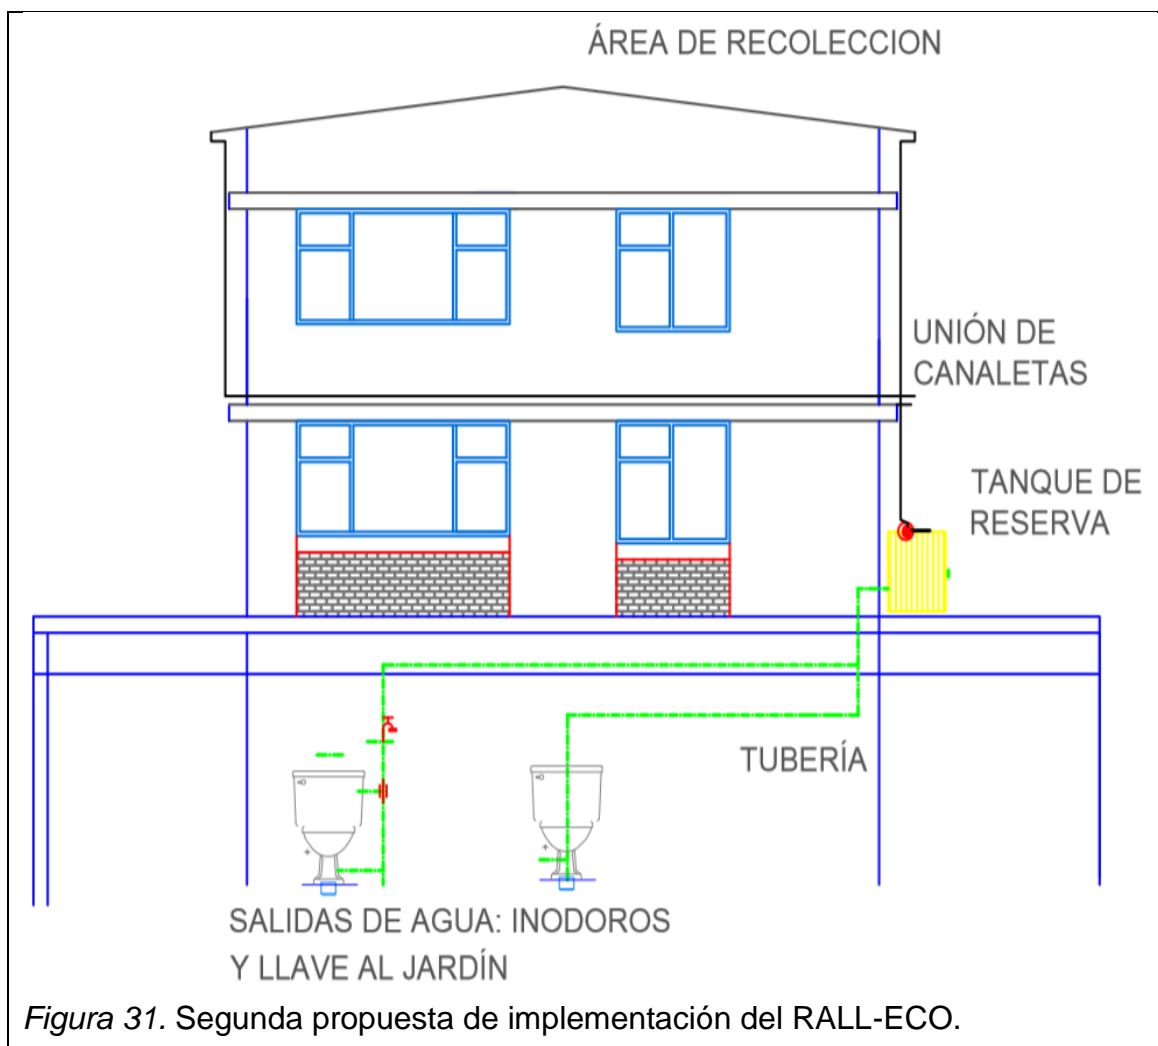 ÁREA DE RECOLECCION
UNIÓN DE
CANALETAS
TANQUE DE
RESERVA
TUBERÍA
SALIDAS DE AGUA: INODOROS
Y LLAVE AL JARDÍN
Figura 31. Segunda propuesta de implementación del RALL-ECO.